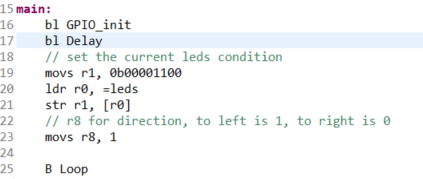 15 main:
16 bl GPIO_init
17 bl Delay
18 // set the current leds condition
19 movs r1, 0b00001100
20 ldr r0, =leds
21 str r1, [r0]
22 // r8 for direction, to left is 1, to right is 0
23 movs r8, 1
24
25 B Loop